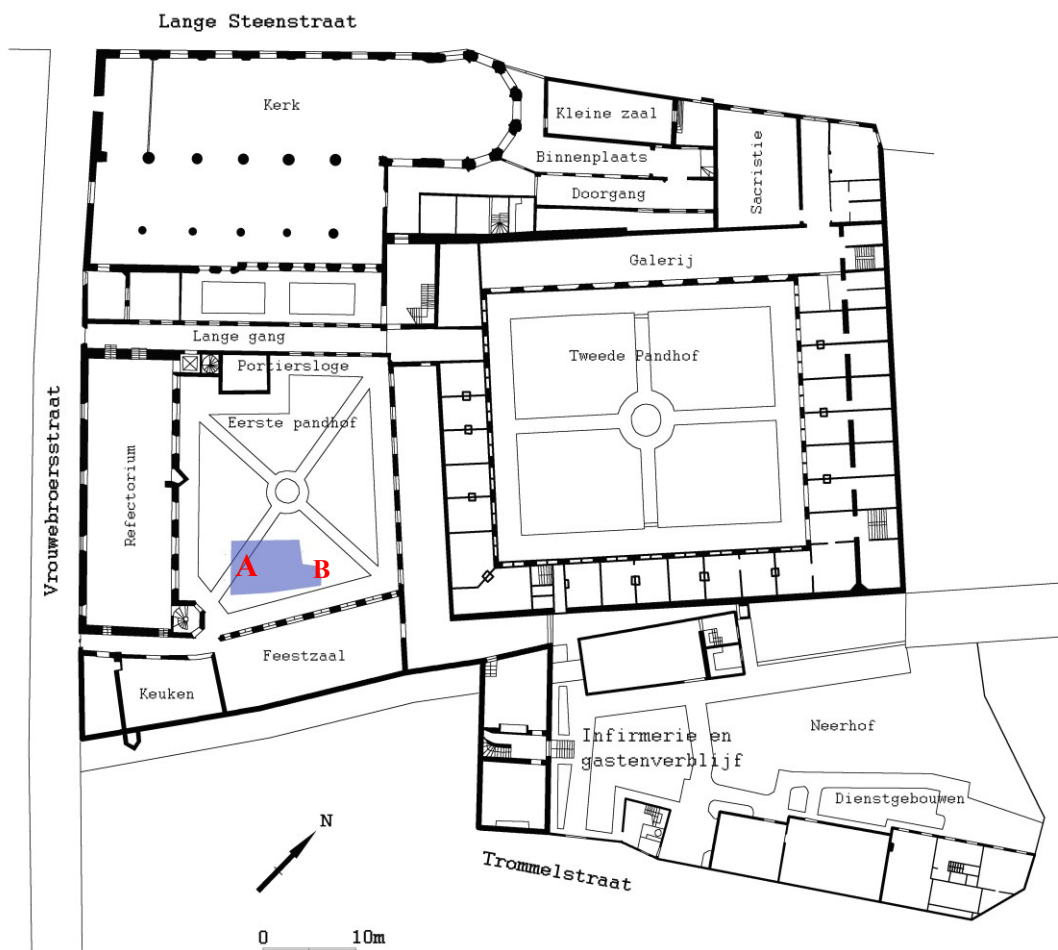 Lange Steenstraat
Kerk
Kleine zaal
Binnenplaats
Doorgang
Sacristie
Galerij
Lange gang
Portiersloge
Tweede Pandhof
Eerste pandhof
Vrouwebroersstraat
Refectorium
A
B
Feestzaal
Keuken
Infirmerie en
gastenverblijf
Neerhof
Dienstgebouwen
N
Trommelstraat
0 10m